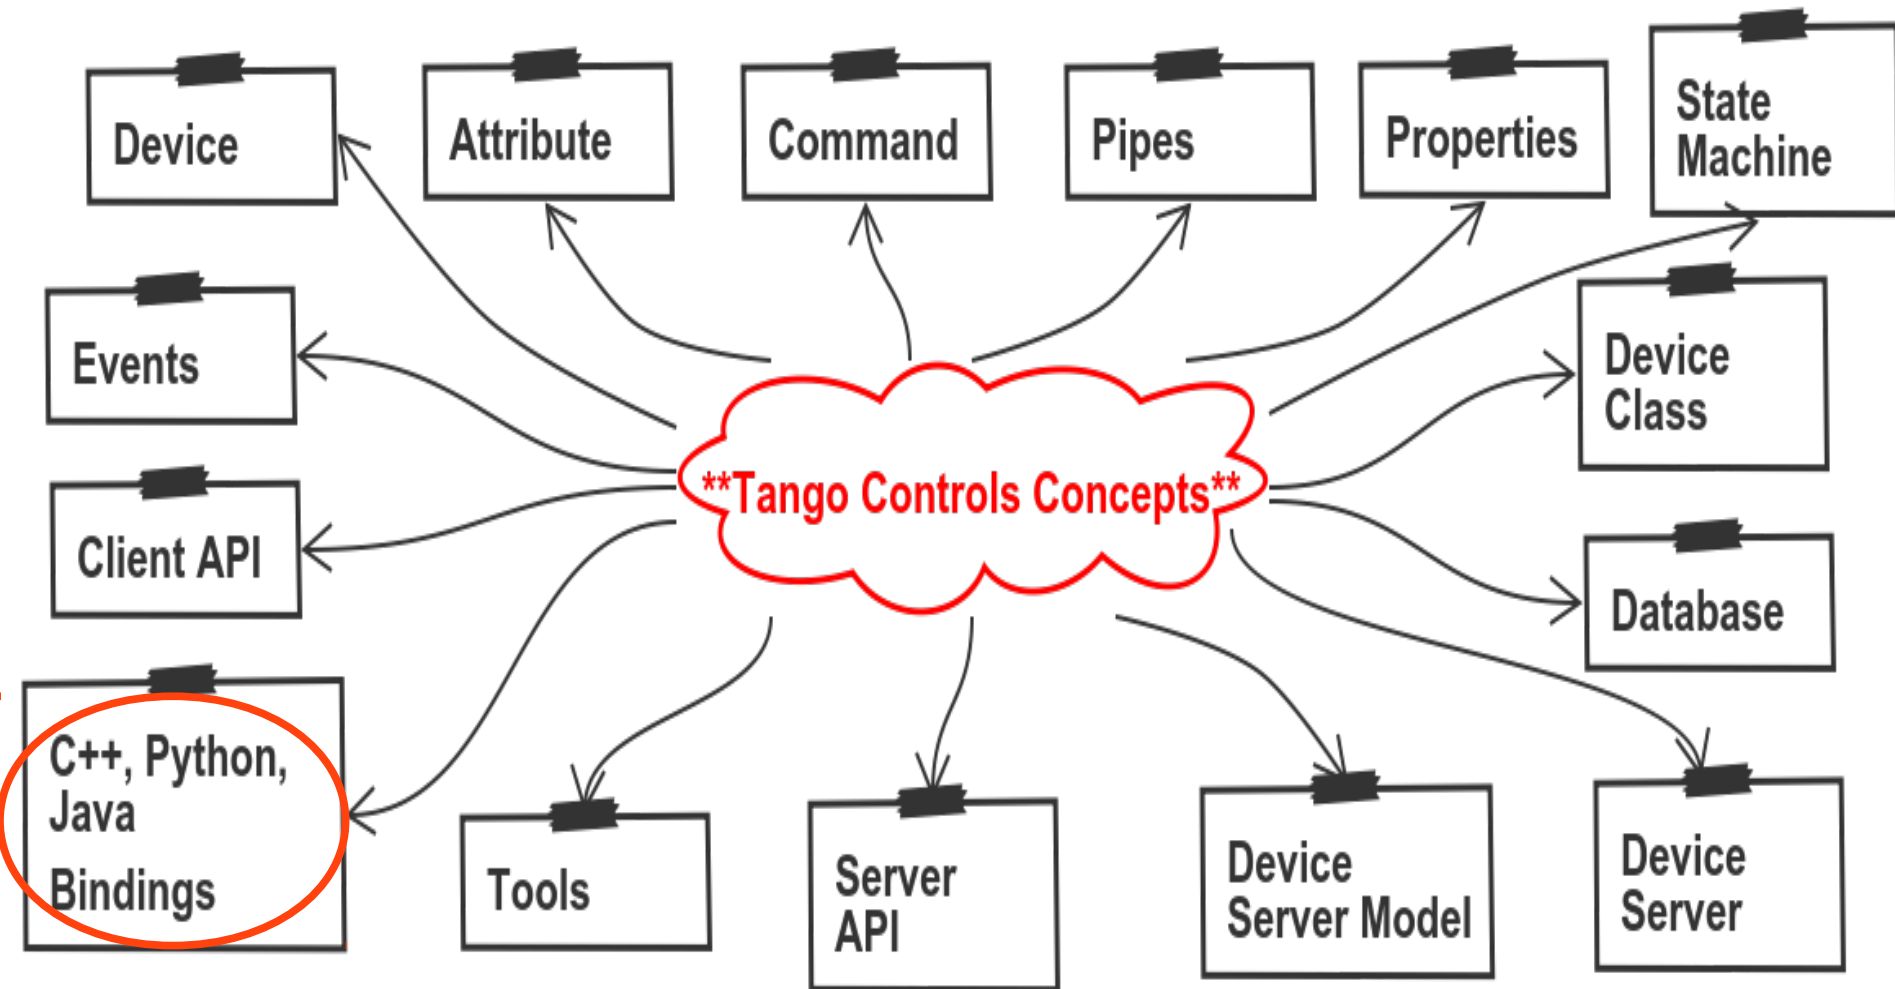 Device
Attribute
Command
Pipes
Properties
State
Machine
Events
Device
Class
**Tango Controls Concepts**
Client API
Database
C++, Python,
Java
Bindings
Tools
Server
API
Device
Server Model
Device
Server